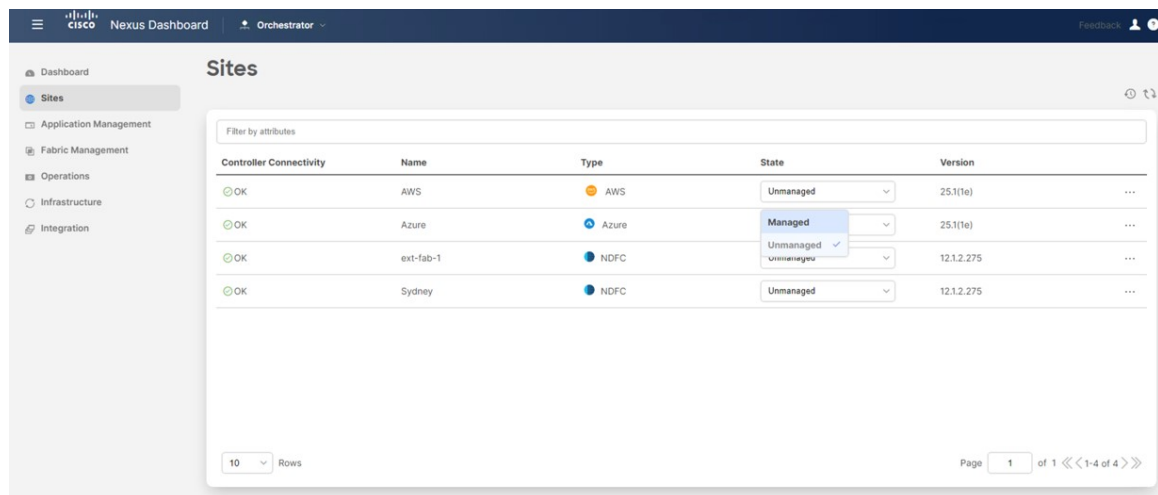 cisco Nexus Dashboard Orchestrator Feedback
Dashboard
Sites
Application Management
Fabric Management
Operations
Infrastructure
Integration
Sites
Filter by attributes
Controller Connectivity Name Type State Version
OK AWS AWS Unmanaged 25.1(1e) ...
OK Azure Azure 25.1(1e) ...
Managed
Unmanaged
OK ext-fab-1 NDFC Unmanaged 12.1.2.275 ...
OK Sydney NDFC Unmanaged 12.1.2.275 ...
10 Rows Page 1 of 1 1-4 of 4